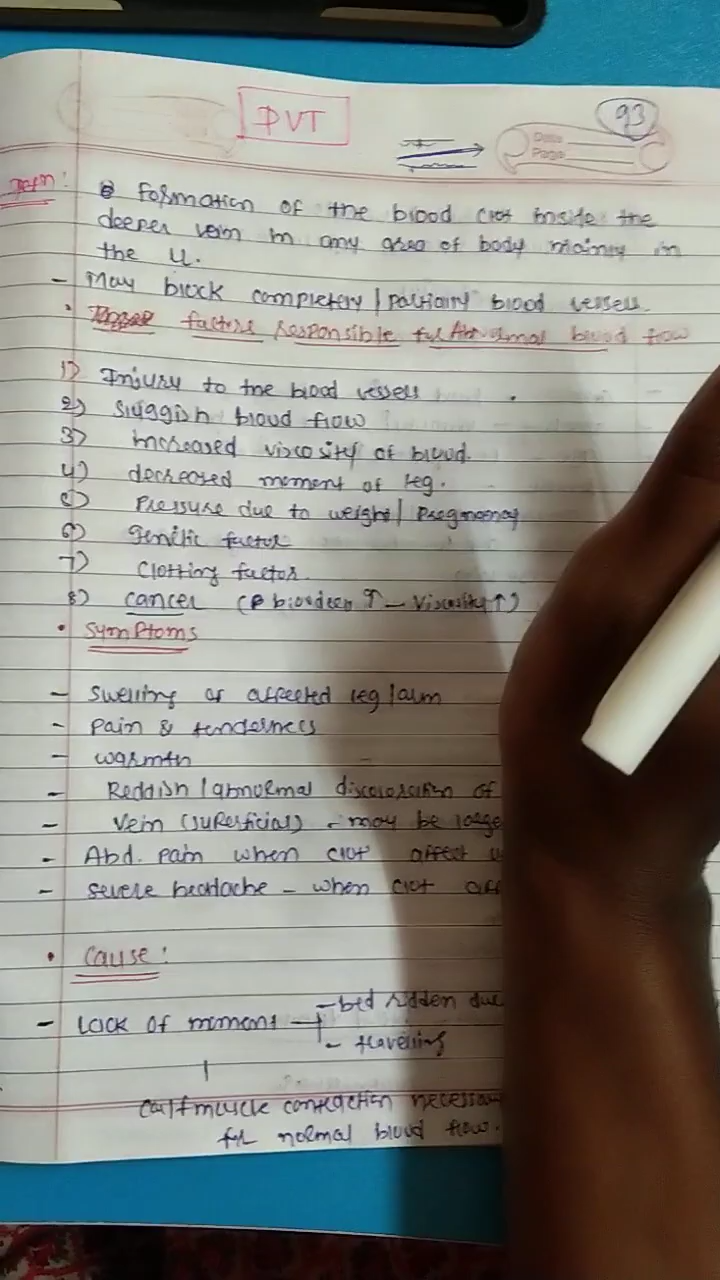 DVT
93
Date
Page
Defn:
Formation of the blood clot inside the
deeper vein in any area of body mainly in
the LL.
- May block completely / partially blood vessels.
• factors responsible for Abnormal blood flow
1) Injury to the blood vessels
2) Sluggish blood flow
3) increased viscosity of blood.
4) decreased moment of leg.
5) Pressure due to weight / Pregnancy
6) Genetic factor
7) Clotting factor.
8) cancer ( ↑ - Viscosity ↑)
• Symptoms
- Swelling of affected leg / arm
- Pain & tenderness
- warmth
- Reddish / abnormal discoloration of
- Vein (superficial) - may be large
- Abd. pain when clot affect
- severe headache - when clot aff
• Cause :
- Lack of moment - bed ridden due
- travelling
calf muscle contraction necessary
for normal blood flow.